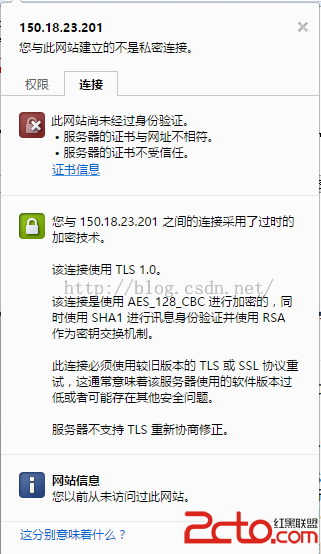 150.18.23.201
您与此网站建立的不是私密连接。
权限
连接
此网站尚未经过身份验证。
• 服务器的证书与网址不相符。
• 服务器的证书不受信任。
证书信息
您与 150.18.23.201 之间的连接采用了过时的
加密技术。
该连接使用 TLS 1.0。
http://blog.csdn.net/
该连接是使用 AES_128_CBC 进行加密的，同
时使用 SHA1 进行讯息身份验证并使用 RSA
作为密钥交换机制。
此连接必须使用较旧版本的 TLS 或 SSL 协议重
试，这通常意味着该服务器使用的软件版本过
低或者可能存在其他安全问题。
服务器不支持 TLS 重新协商修正。
网站信息
您以前从未访问过此网站。
这分别意味着什么？
2cto.com
红黑联盟